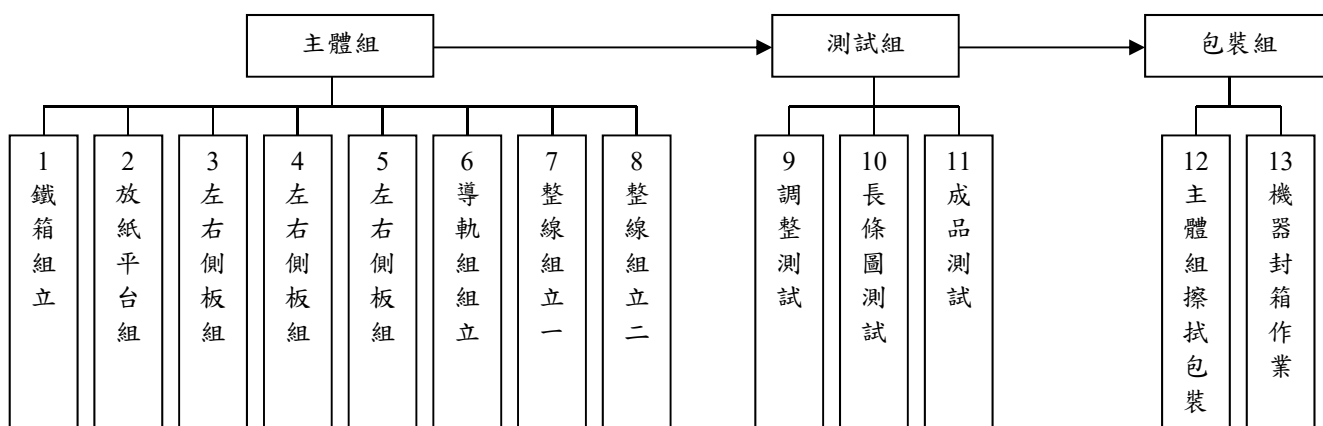 主體組
測試組
包裝組
1
鐵箱組立
2
放紙平台組
3
左右側板組
4
左右側板組
5
左右側板組
6
導軌組立
7
整線組立一
8
整線組立二
9
調整測試
10
長條圖測試
11
成品測試
12
主體組擦拭包裝
13
機器封箱作業